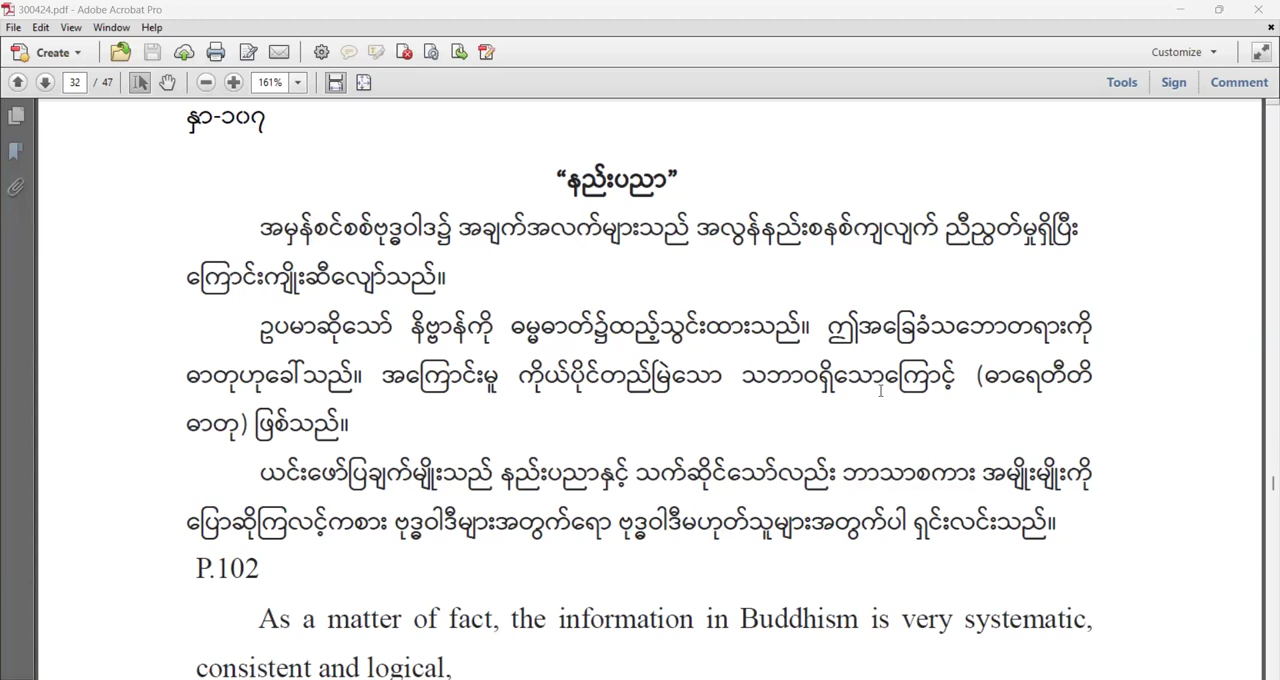 300424.pdf - Adobe Acrobat Pro
File Edit View Window Help
Create Customize
32 / 47 161% Tools Sign Comment
နှာ-၁၀၇
“နည်းပညာ”
အမှန်စင်စစ်ဗုဒ္ဓဝါဒ၌ အချက်အလက်များသည် အလွန်နည်းစနစ်ကျလျက် ညီညွတ်မှုရှိပြီး
ကြောင်းကျိုးဆီလျော်သည်။
ဥပမာဆိုသော် နိဗ္ဗာန်ကို ဓမ္မဓာတ်၌ထည့်သွင်းထားသည်။ ဤအခြေခံသဘောတရားကို
ဓာတုဟုခေါ်သည်။ အကြောင်းမူ ကိုယ်ပိုင်တည်မြဲသော သဘာဝရှိသောကြောင့် (ဓာရေတီတိ
ဓာတု) ဖြစ်သည်။
ယင်းဖော်ပြချက်မျိုးသည် နည်းပညာနှင့် သက်ဆိုင်သော်လည်း ဘာသာစကား အမျိုးမျိုးကို
ပြောဆိုကြလင့်ကစား ဗုဒ္ဓဝါဒီများအတွက်ရော ဗုဒ္ဓဝါဒီမဟုတ်သူများအတွက်ပါ ရှင်းလင်းသည်။
P.102
As a matter of fact, the information in Buddhism is very systematic,
consistent and logical,